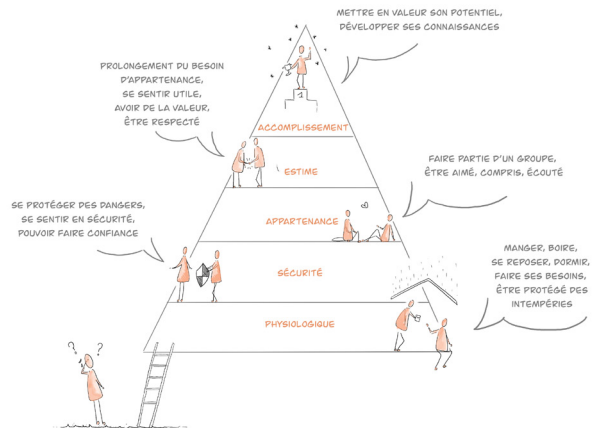 METTRE EN VALEUR SON POTENTIEL,
DÉVELOPPER SES CONNAISSANCES
PROLONGEMENT DU BESOIN
D'APPARTENANCE,
SE SENTIR UTILE,
AVOIR DE LA VALEUR,
ÊTRE RESPECTÉ
1
ACCOMPLISSEMENT
ESTIME
FAIRE PARTIE D'UN GROUPE,
ÊTRE AIMÉ, COMPRIS, ÉCOUTÉ
APPARTENANCE
SE PROTÉGER DES DANGERS,
SE SENTIR EN SÉCURITÉ,
POUVOIR FAIRE CONFIANCE
SÉCURITÉ
MANGER, BOIRE,
SE REPOSER, DORMIR,
FAIRE SES BESOINS,
ÊTRE PROTÉGÉ DES
INTEMPÉRIES
PHYSIOLOGIQUE
? ?